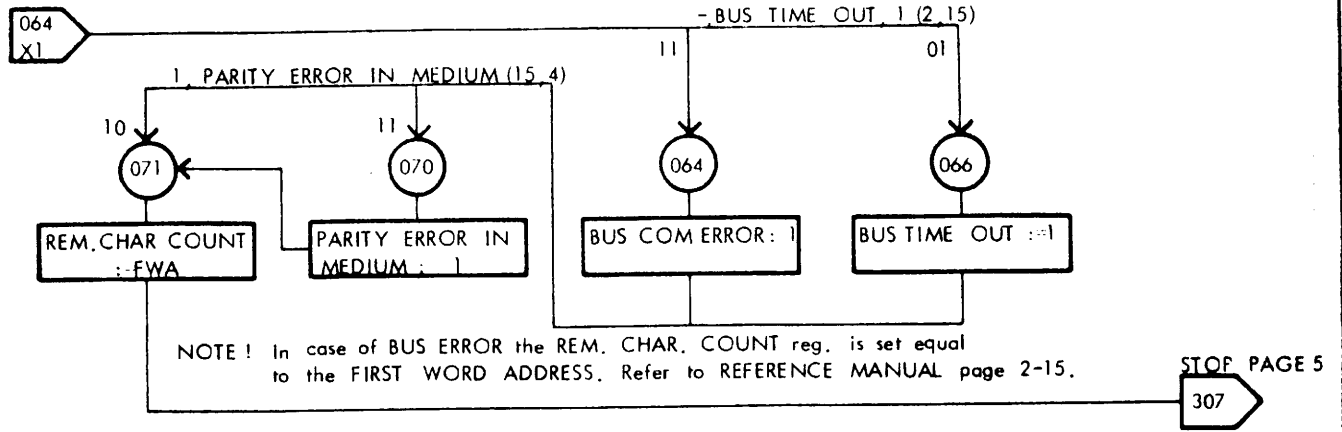 064
X1
-, BUS TIME OUT, 1 (2,15)
11
01
1, PARITY ERROR IN MEDIUM (15,4)
10
11
071
070
064
066
REM. CHAR COUNT
:=FWA
PARITY ERROR IN
MEDIUM : 1
BUS COM ERROR: 1
BUS TIME OUT :=1
NOTE ! In case of BUS ERROR the REM. CHAR. COUNT reg. is set equal
to the FIRST WORD ADDRESS. Refer to REFERENCE MANUAL page 2-15.
STOP PAGE 5
307